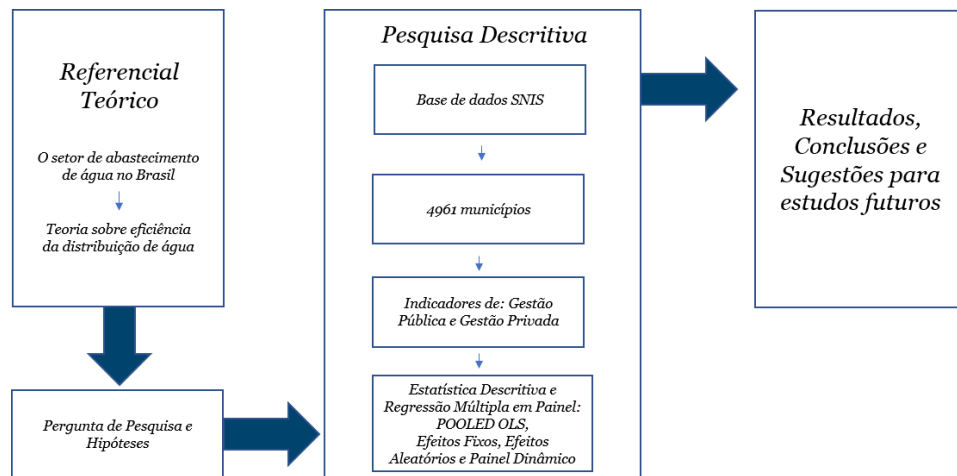 Referencial
Teórico
O setor de abastecimento
de água no Brasil
Teoria sobre eficiência
da distribuição de água
Pergunta de Pesquisa e
Hipóteses
Pesquisa Descritiva
Base de dados SNIS
4961 municípios
Indicadores de: Gestão
Pública e Gestão Privada
Estatística Descritiva e
Regressão Múltipla em Painel:
POOLED OLS,
Efeitos Fixos, Efeitos
Aleatórios e Painel Dinâmico
Resultados,
Conclusões e
Sugestões para
estudos futuros